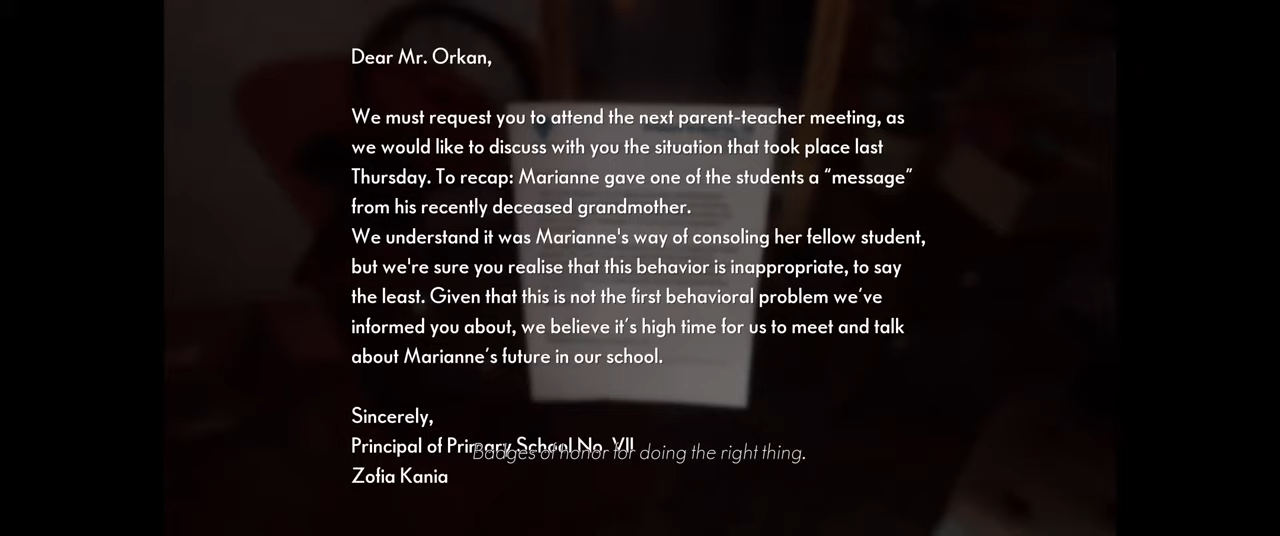 Dear Mr. Orkan,
We must request you to attend the next parent-teacher meeting, as
we would like to discuss with you the situation that took place last
Thursday. To recap: Marianne gave one of the students a “message”
from his recently deceased grandmother.
We understand it was Marianne's way of consoling her fellow student,
but we're sure you realise that this behavior is inappropriate, to say
the least. Given that this is not the first behavioral problem we’ve
informed you about, we believe it’s high time for us to meet and talk
about Marianne’s future in our school.
Sincerely,
Principal of Primary School No. VII
Badges of honor for doing the right thing.
Zofia Kania